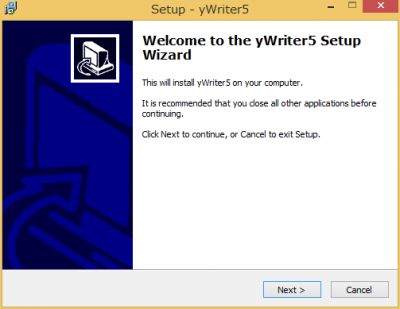 Setup - yWriter5
Welcome to the yWriter5 Setup
Wizard
This will install yWriter5 on your computer.
It is recommended that you close all other applications before
continuing.
Click Next to continue, or Cancel to exit Setup.
Next >
Cancel